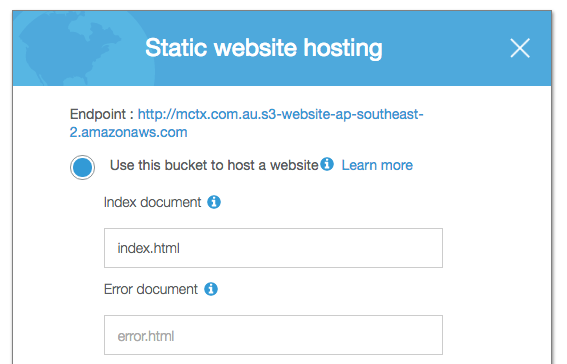 Static website hosting
Endpoint : http://mctx.com.au.s3-website-ap-southeast-
2.amazonaws.com
Use this bucket to host a website Learn more
Index document
index.html
Error document
error.html